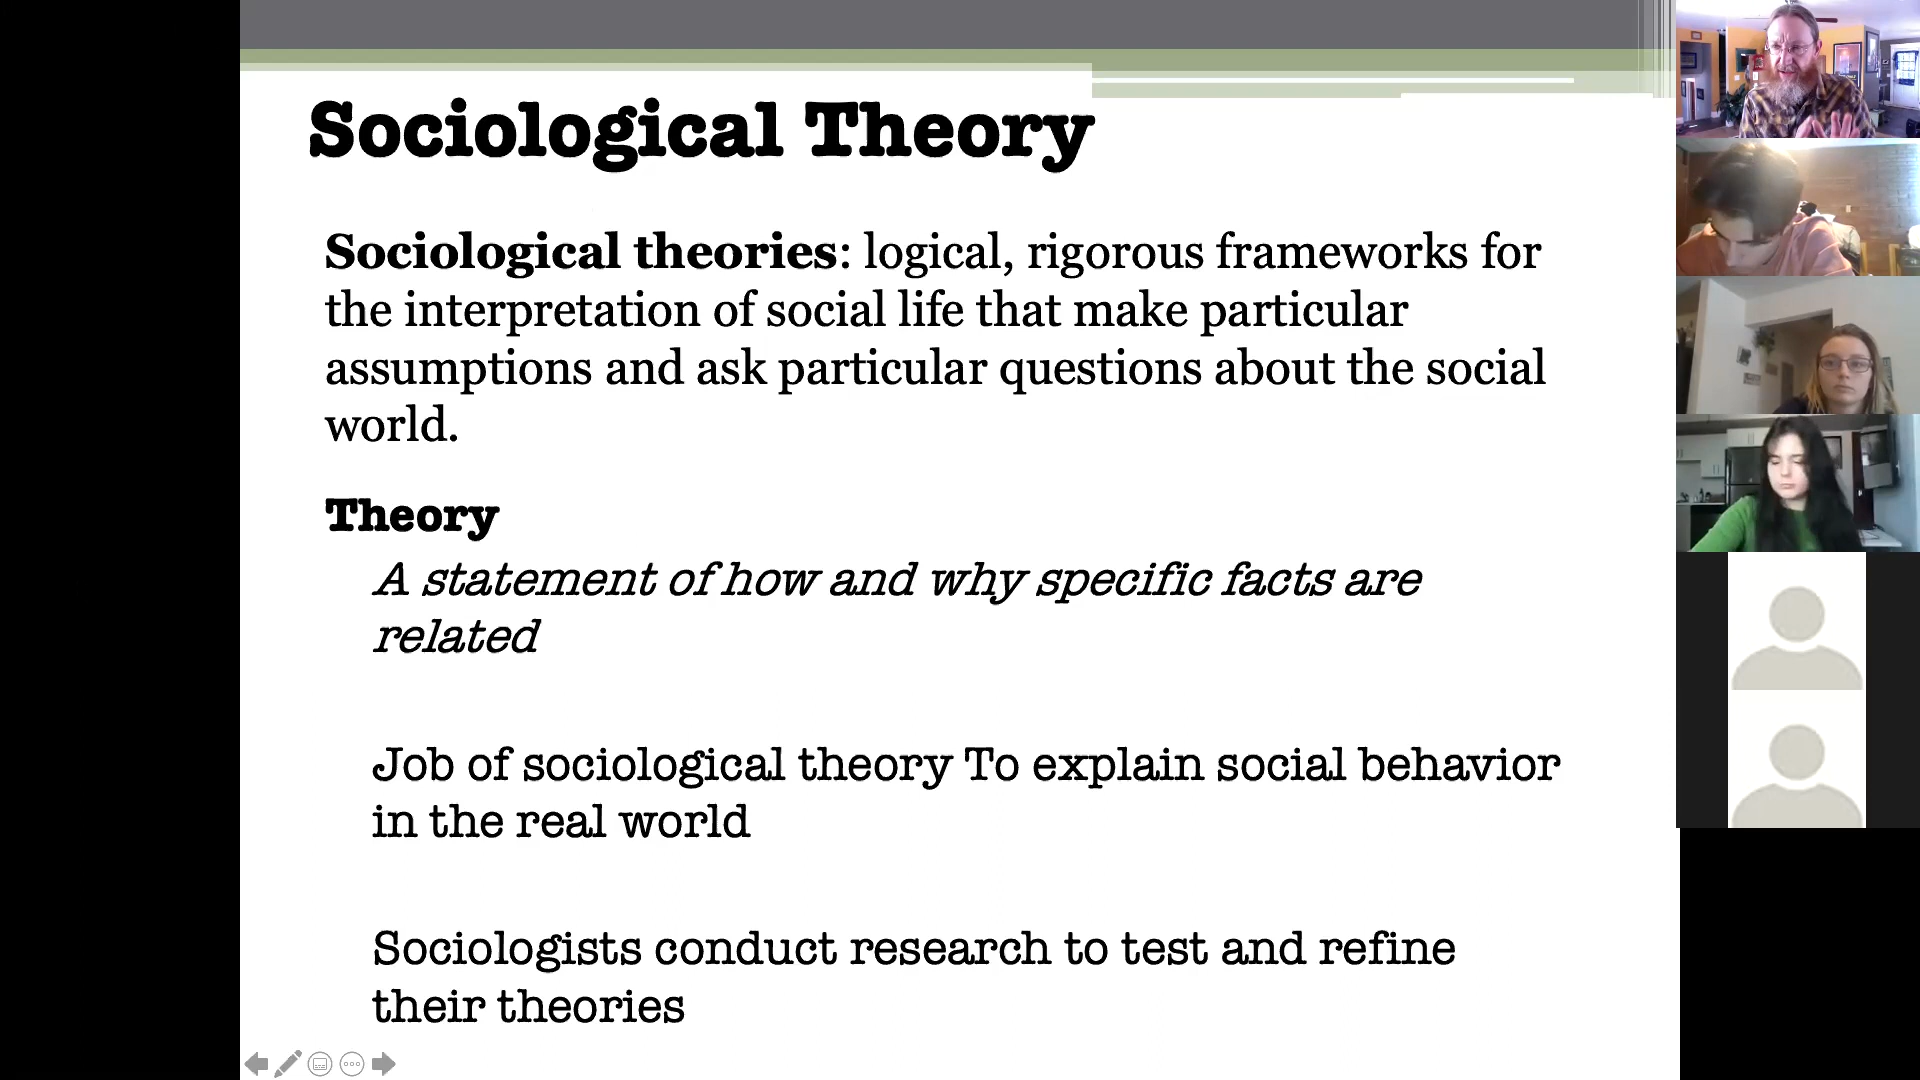 Sociological Theory
Sociological theories: logical, rigorous frameworks for
the interpretation of social life that make particular
assumptions and ask particular questions about the social
world.
Theory
A statement of how and why specific facts are
related
Job of sociological theory To explain social behavior
in the real world
Sociologists conduct research to test and refine
their theories